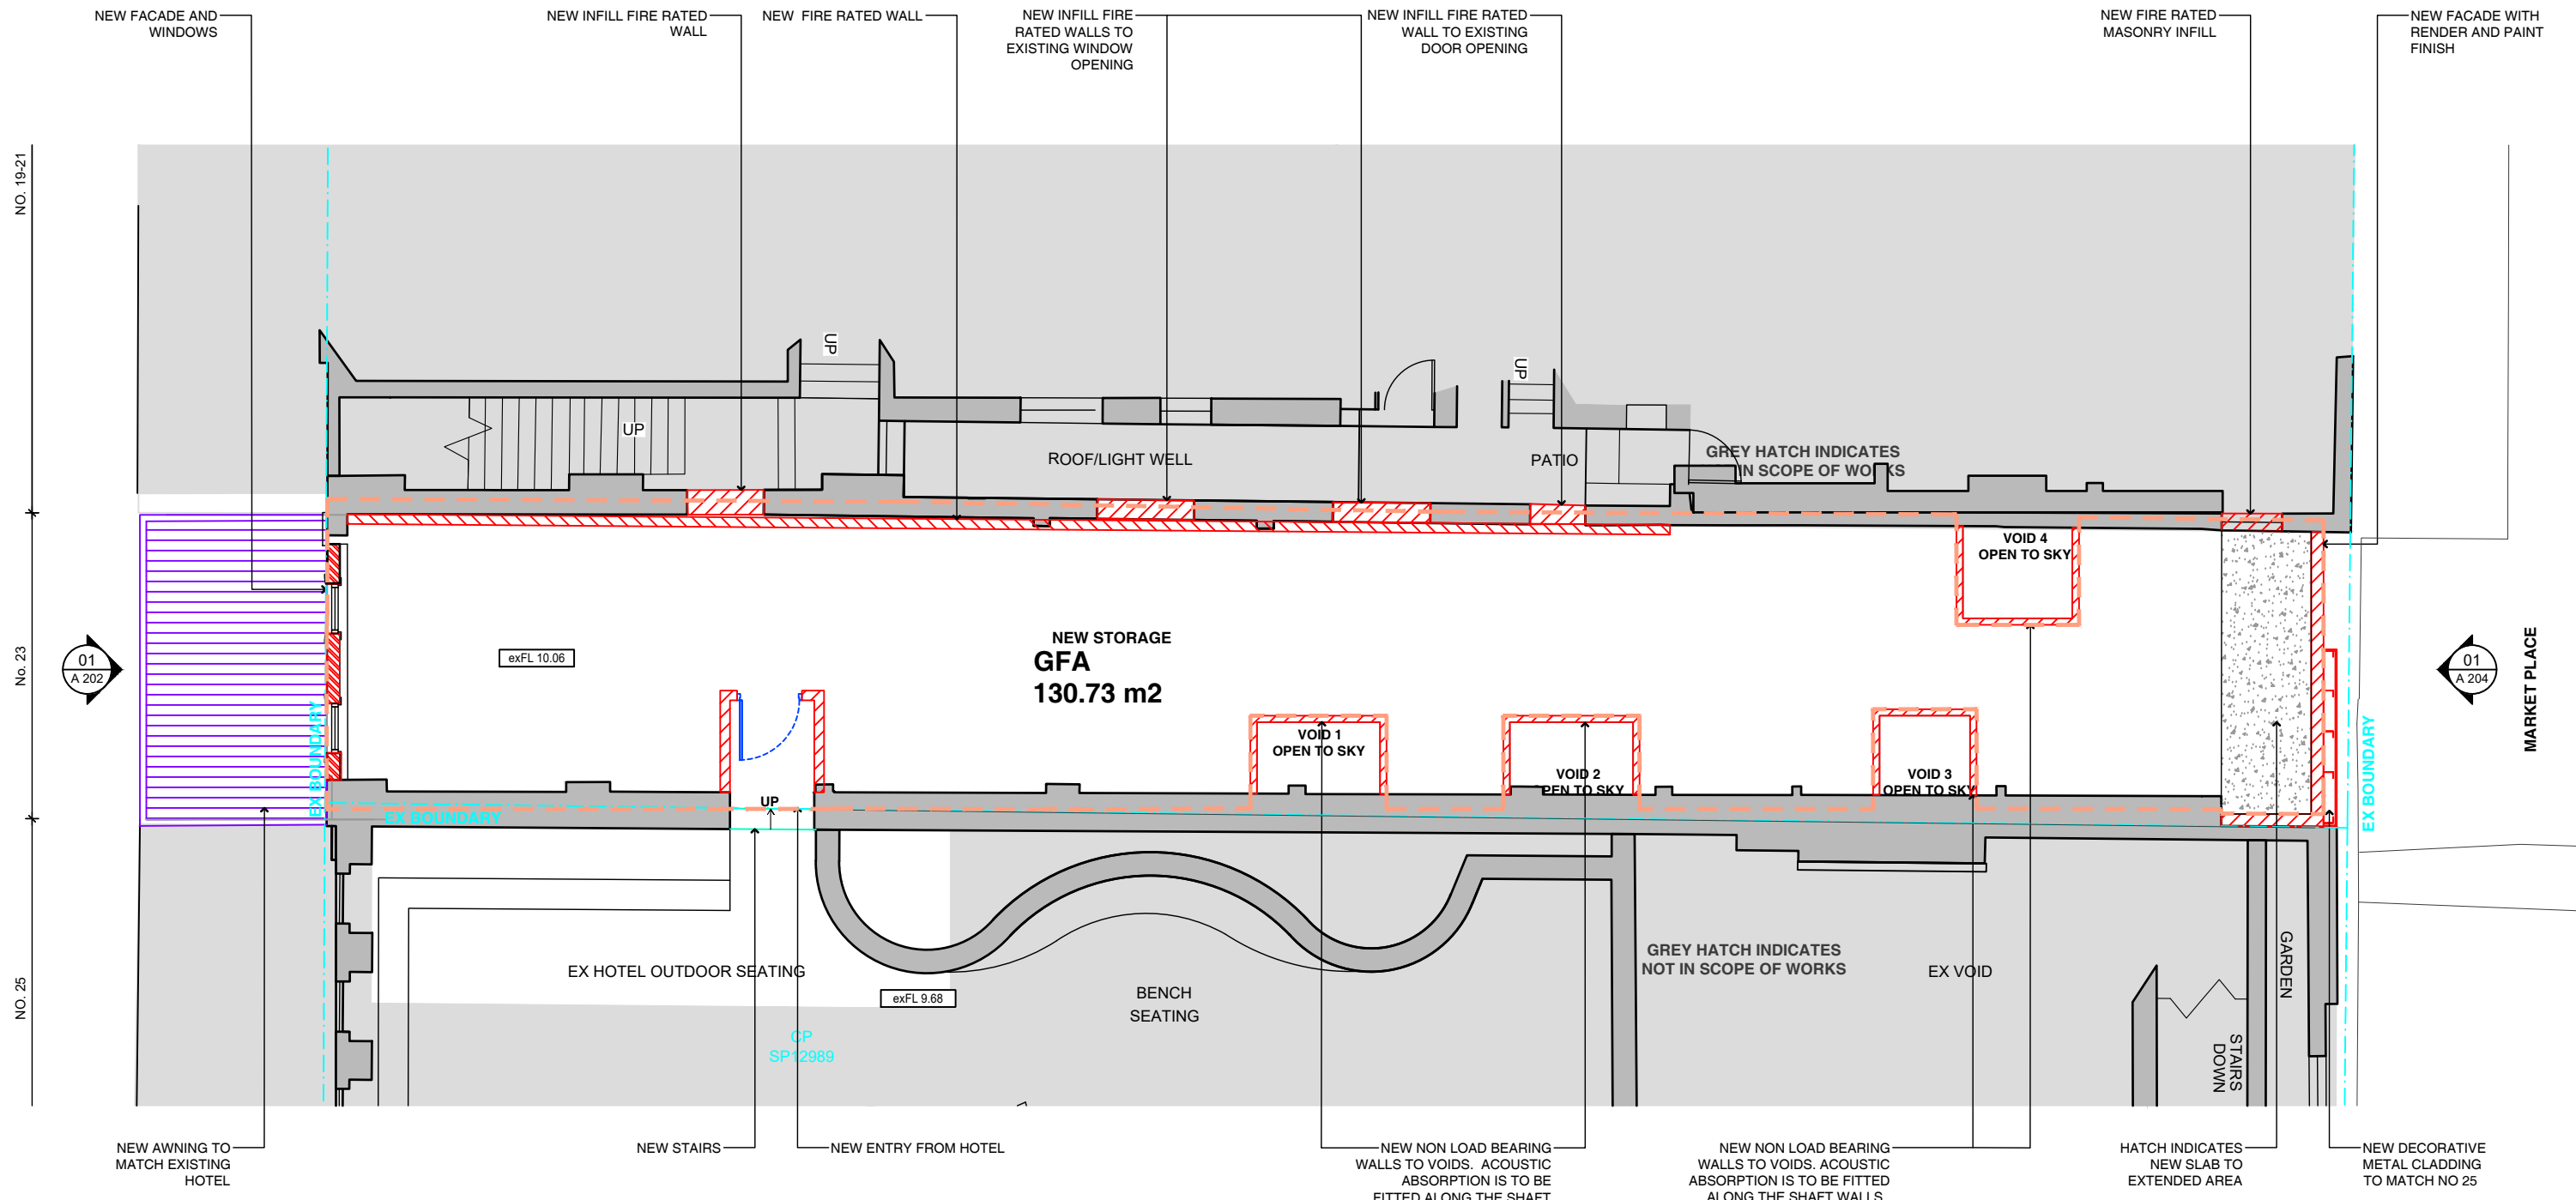 NEW FACADE AND
WINDOWS
NEW INFILL FIRE RATED
WALL
NEW FIRE RATED WALL
NEW INFILL FIRE
RATED WALLS TO
EXISTING WINDOW
OPENING
NEW INFILL FIRE RATED
WALL TO EXISTING
DOOR OPENING
NEW FIRE RATED
MASONRY INFILL
NEW FACADE WITH
RENDER AND PAINT
FINISH
NO. 19-21
No. 23
NO. 25
UP
UP
UP
ROOF/LIGHT WELL
PATIO
GREY HATCH INDICATES
IN SCOPE OF WORKS
VOID 4
OPEN TO SKY
01
A 202
exFL 10.06
NEW STORAGE
GFA
130.73 m2
VOID 1
OPEN TO SKY
VOID 2
OPEN TO SKY
VOID 3
OPEN TO SKY
01
A 204
MARKET PLACE
EX BOUNDARY
EX BOUNDARY
EX BOUNDARY
UP
EX HOTEL OUTDOOR SEATING
exFL 9.68
CP
SP12989
BENCH
SEATING
GREY HATCH INDICATES
NOT IN SCOPE OF WORKS
EX VOID
GARDEN
STAIRS
DOWN
NEW AWNING TO
MATCH EXISTING
HOTEL
NEW STAIRS
NEW ENTRY FROM HOTEL
NEW NON LOAD BEARING
WALLS TO VOIDS. ACOUSTIC
ABSORPTION IS TO BE
FITTED ALONG THE SHAFT
NEW NON LOAD BEARING
WALLS TO VOIDS. ACOUSTIC
ABSORPTION IS TO BE FITTED
ALONG THE SHAFT WALLS
HATCH INDICATES
NEW SLAB TO
EXTENDED AREA
NEW DECORATIVE
METAL CLADDING
TO MATCH NO 25